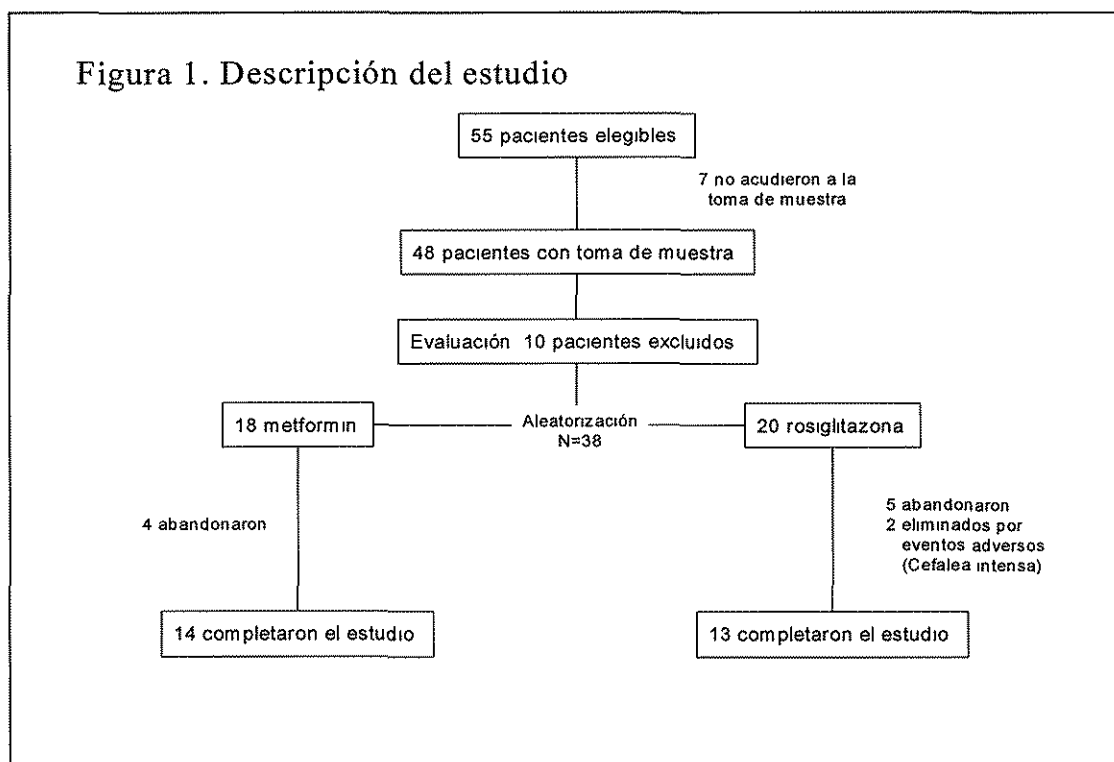 Figura 1. Descripción del estudio
55 pacientes elegibles
7 no acudieron a la
toma de muestra
48 pacientes con toma de muestra
Evaluación 10 pacientes excluidos
18 metformin
Aleatorización
N=38
20 rosiglitazona
4 abandonaron
5 abandonaron
2 eliminados por
eventos adversos
(Cefalea intensa)
14 completaron el estudio
13 completaron el estudio